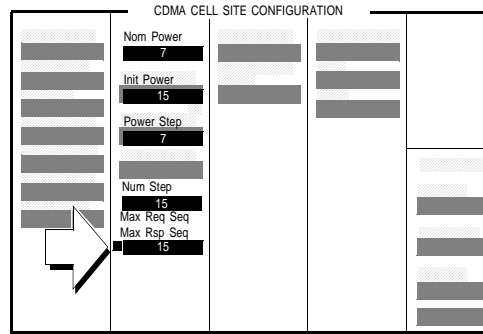 CDMA CELL SITE CONFIGURATION
Nom Power
7
Init Power
15
Power Step
7
Num Step
15
Max Req Seq
Max Rsp Seq
15